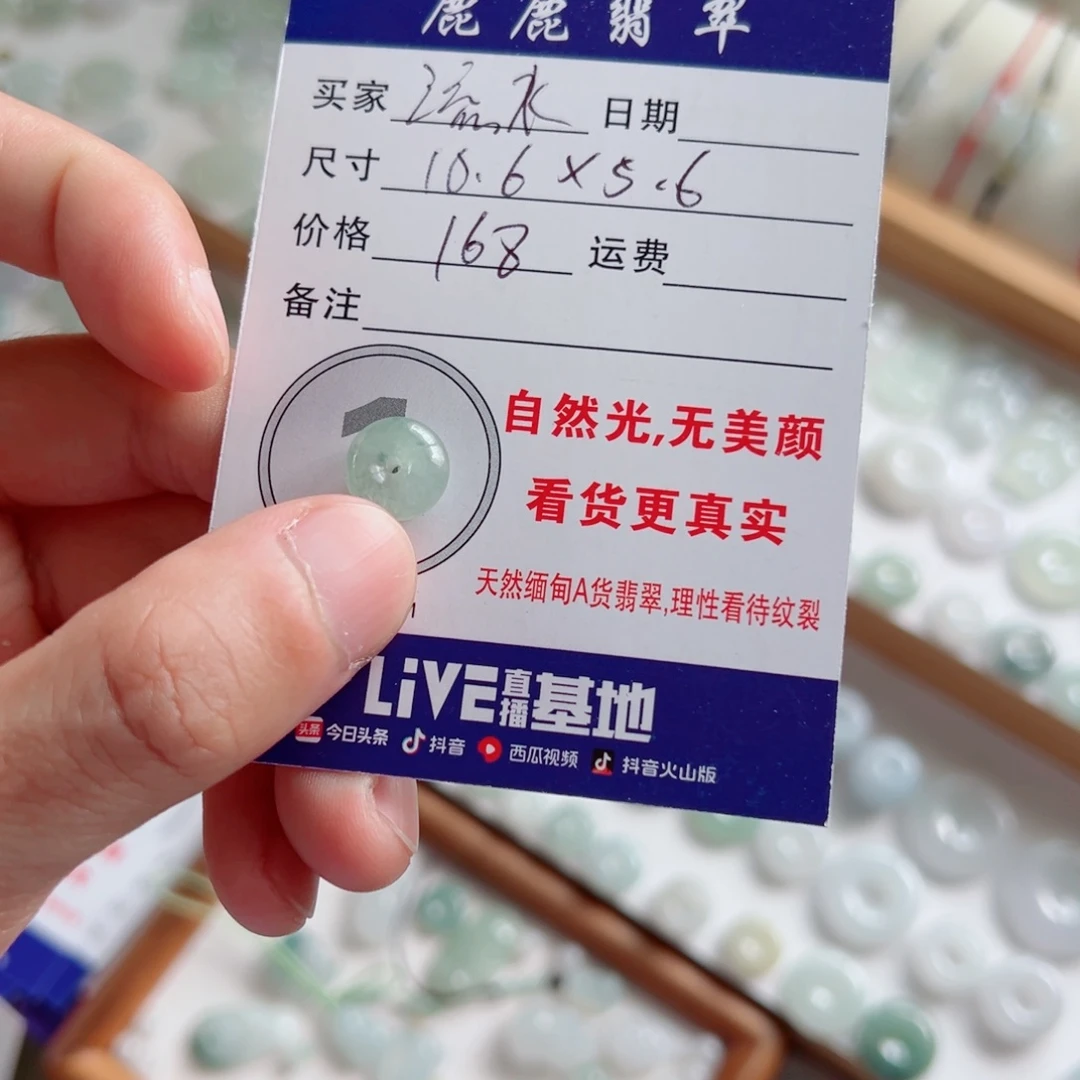 鹿鹿翡翠
买家 流水 日期
尺寸 10.6×5.6
价格 168 运费
备注
自然光,无美颜
看货更真实
天然缅甸A货翡翠,理性看待纹裂
LiVE直播基地
头条 今日头条 抖音 西瓜视频 抖音火山版